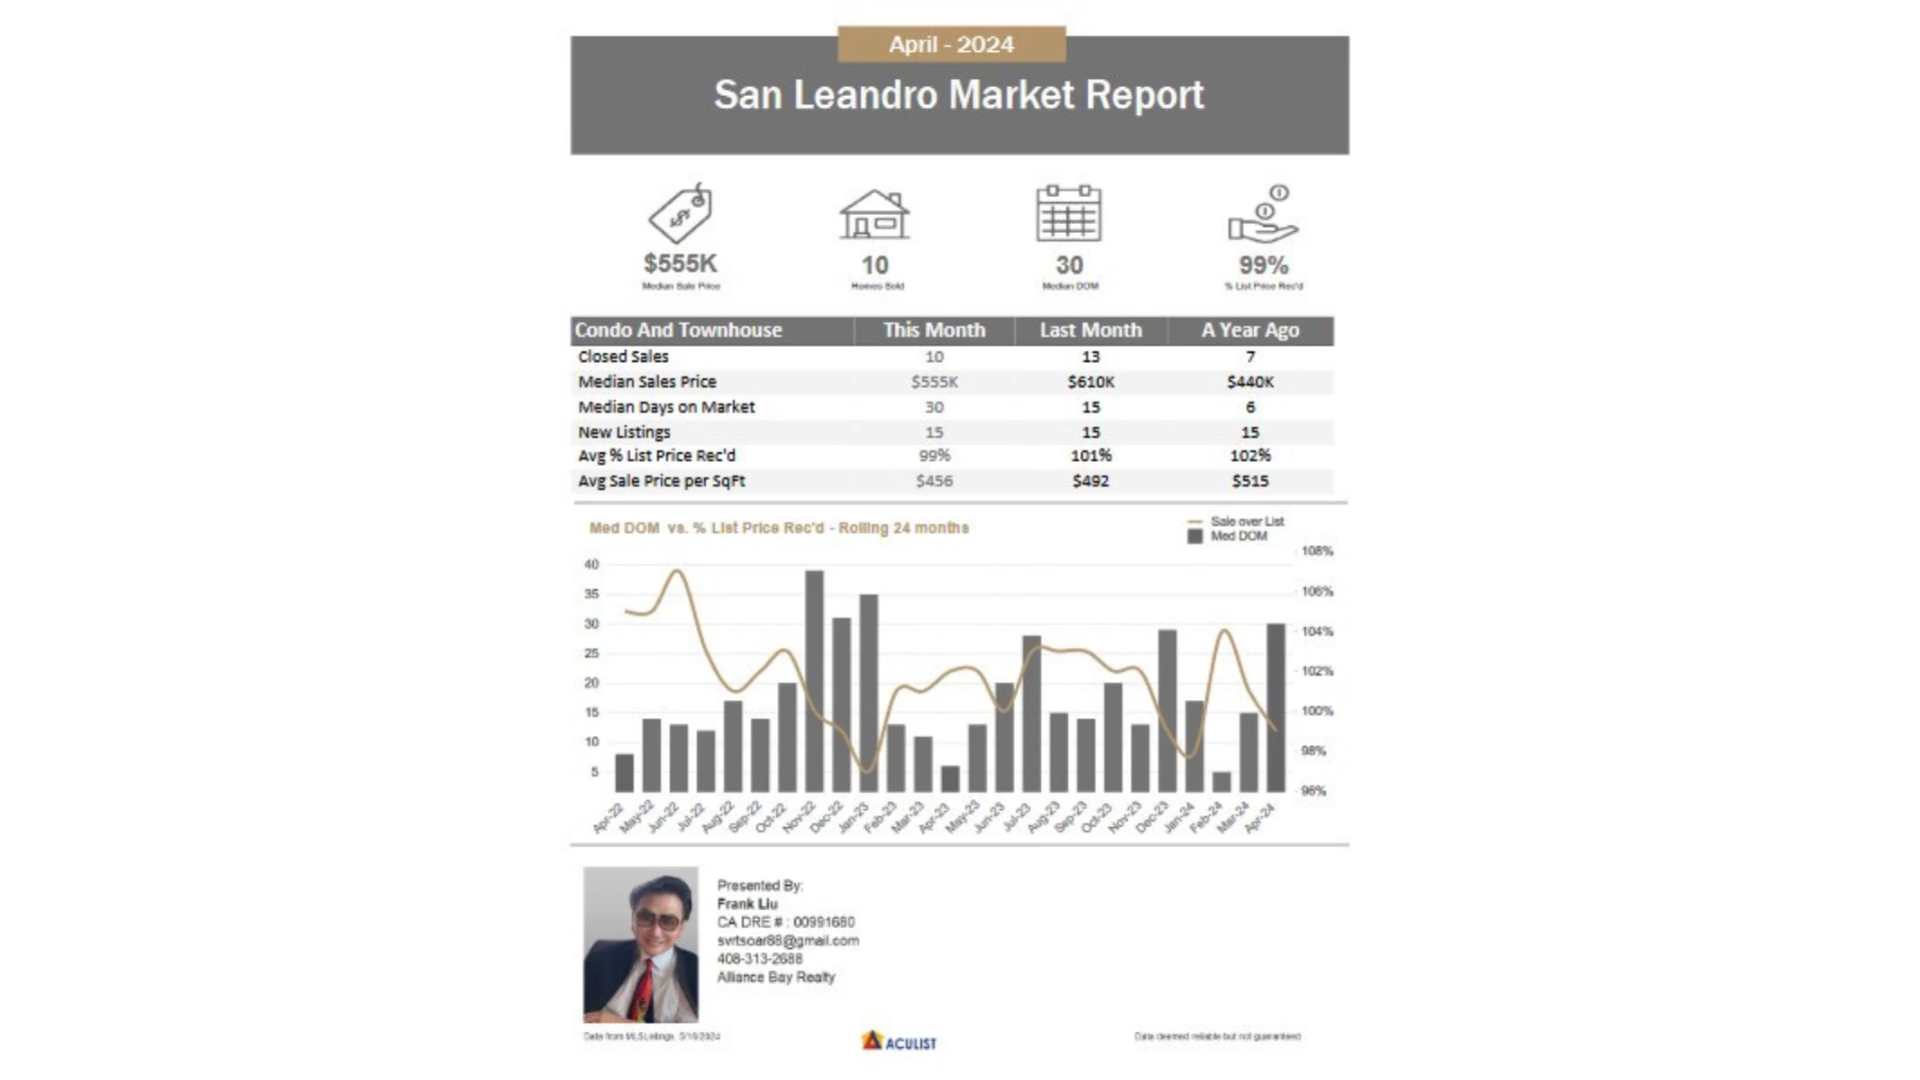 April - 2024
San Leandro Market Report
$555K 10 30 99%
Median Sale Price Homes Sold Median DOM % List Price Rec'd
Condo And Townhouse This Month Last Month A Year Ago
Closed Sales 10 13 7
Median Sales Price $555K $610K $440K
Median Days on Market 30 15 6
New Listings 15 15 15
Avg % List Price Rec'd 99% 101% 102%
Avg Sale Price per SqFt $456 $492 $515
Med DOM vs. % List Price Rec'd - Rolling 24 months
Sale over List
Med DOM
40
35
30
25
20
15
10
5
108%
106%
104%
102%
100%
98%
96%
Apr-22 May-22 Jun-22 Jul-22 Aug-22 Sep-22 Oct-22 Nov-22 Dec-22 Jan-23 Feb-23 Mar-23 Apr-23 May-23 Jun-23 Jul-23 Aug-23 Sep-23 Oct-23 Nov-23 Dec-23 Jan-24 Feb-24 Mar-24 Apr-24
Presented By:
Frank Liu
CA DRE # : 00991680
svrtsoar88@gmail.com
408-313-2688
Alliance Bay Realty
Data from MLSListings,
ACULIST
Data deemed reliable but not guaranteed